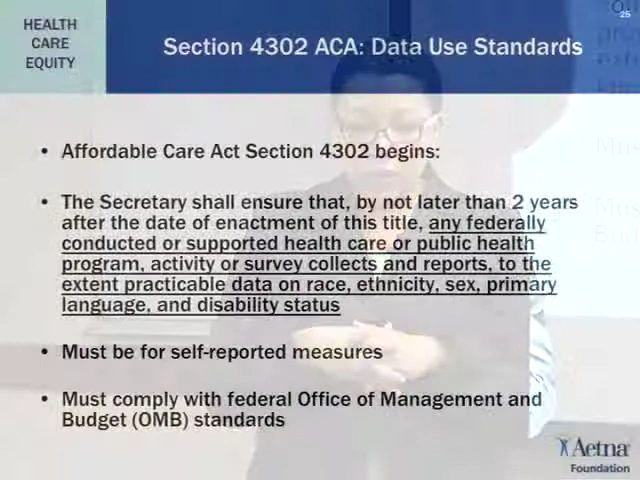 25
HEALTH
CARE
EQUITY
Section 4302 ACA: Data Use Standards
• Affordable Care Act Section 4302 begins:
• The Secretary shall ensure that, by not later than 2 years
after the date of enactment of this title, any federally
conducted or supported health care or public health
program, activity or survey collects and reports, to the
extent practicable data on race, ethnicity, sex, primary
language, and disability status
• Must be for self-reported measures
• Must comply with federal Office of Management and
Budget (OMB) standards
Aetna
Foundation